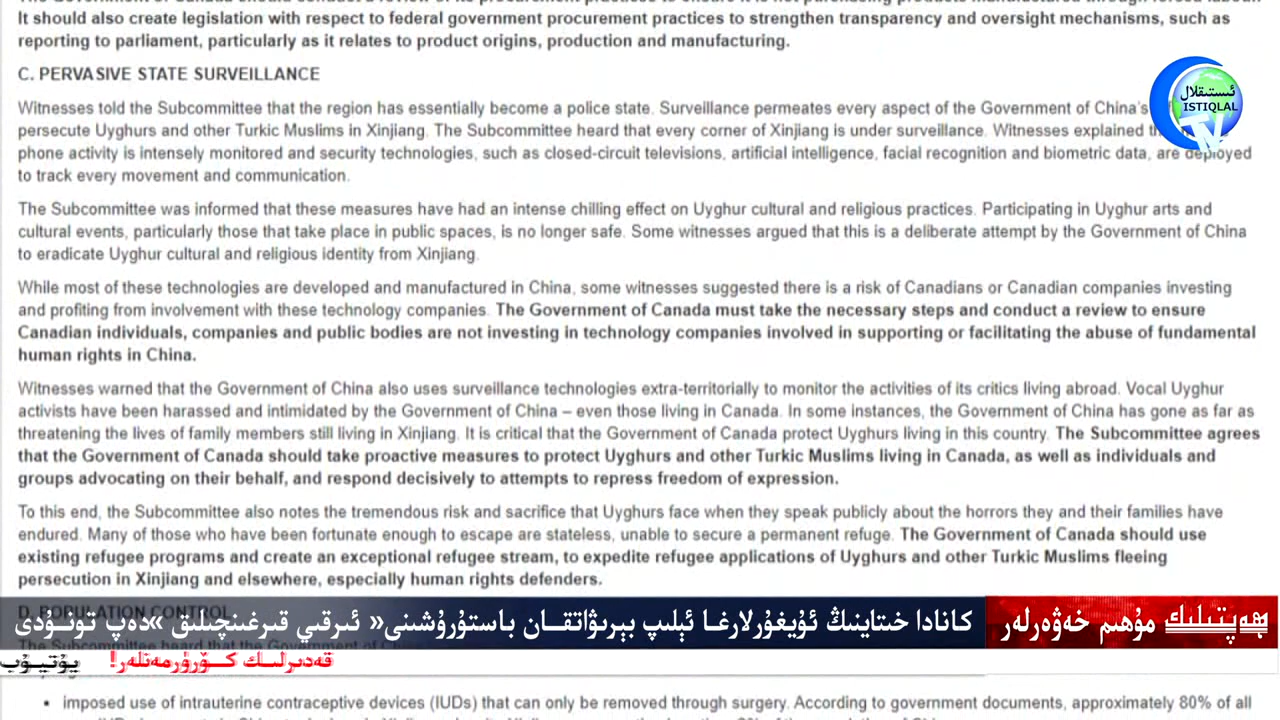 It should also create legislation with respect to federal government procurement practices to strengthen transparency and oversight mechanisms, such as
reporting to parliament, particularly as it relates to product origins, production and manufacturing.
C. PERVASIVE STATE SURVEILLANCE
ئىستىقلال
ISTIQLAL
TV
Witnesses told the Subcommittee that the region has essentially become a police state. Surveillance permeates every aspect of the Government of China's
persecute Uyghurs and other Turkic Muslims in Xinjiang. The Subcommittee heard that every corner of Xinjiang is under surveillance. Witnesses explained
phone activity is intensely monitored and security technologies, such as closed-circuit televisions, artificial intelligence, facial recognition and biometric data, are deployed
to track every movement and communication.
The Subcommittee was informed that these measures have had an intense chilling effect on Uyghur cultural and religious practices. Participating in Uyghur arts and
cultural events, particularly those that take place in public spaces, is no longer safe. Some witnesses argued that this is a deliberate attempt by the Government of China
to eradicate Uyghur cultural and religious identity from Xinjiang.
While most of these technologies are developed and manufactured in China, some witnesses suggested there is a risk of Canadians or Canadian companies investing
and profiting from involvement with these technology companies. The Government of Canada must take the necessary steps and conduct a review to ensure
Canadian individuals, companies and public bodies are not investing in technology companies involved in supporting or facilitating the abuse of fundamental
human rights in China.
Witnesses warned that the Government of China also uses surveillance technologies extra-territorially to monitor the activities of its critics living abroad. Vocal Uyghur
activists have been harassed and intimidated by the Government of China – even those living in Canada. In some instances, the Government of China has gone as far as
threatening the lives of family members still living in Xinjiang. It is critical that the Government of Canada protect Uyghurs living in this country. The Subcommittee agrees
that the Government of Canada should take proactive measures to protect Uyghurs and other Turkic Muslims living in Canada, as well as individuals and
groups advocating on their behalf, and respond decisively to attempts to repress freedom of expression.
To this end, the Subcommittee also notes the tremendous risk and sacrifice that Uyghurs face when they speak publicly about the horrors they and their families have
endured. Many of those who have been fortunate enough to escape are stateless, unable to secure a permanent refuge. The Government of Canada should use
existing refugee programs and create an exceptional refugee stream, to expedite refugee applications of Uyghurs and other Turkic Muslims fleeing
persecution in Xinjiang and elsewhere, especially human rights defenders.
D. POPULATION CONTROL
ھەپتىلىك مۇھىم خەۋەرلەر
كانادا ختاينىڭ ئۇيغۇرلارغا ئېلىپ بېرىۋاتقان باستۇرۇشنى« ئىرقىي قىرغىنچىلىق »دەپ تونۇدى
قەدىرلىك كۆرۈرمەنلەر! يۇتيۇب
imposed use of intrauterine contraceptive devices (IUDs) that can only be removed through surgery. According to government documents, approximately 80% of all